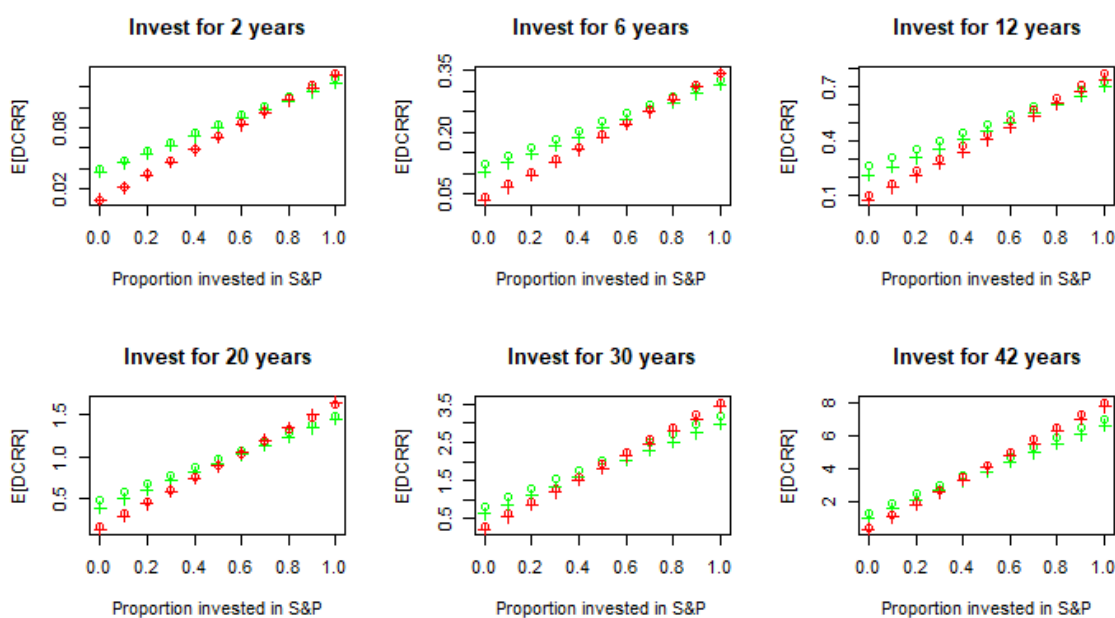 Invest for 2 years
E[DCRR]
0.02 0.08
0.0 0.2 0.4 0.6 0.8 1.0
Proportion invested in S&P
Invest for 6 years
E[DCRR]
0.05 0.20 0.35
0.0 0.2 0.4 0.6 0.8 1.0
Proportion invested in S&P
Invest for 12 years
E[DCRR]
0.1 0.4 0.7
0.0 0.2 0.4 0.6 0.8 1.0
Proportion invested in S&P
Invest for 20 years
E[DCRR]
0.5 1.0 1.5
0.0 0.2 0.4 0.6 0.8 1.0
Proportion invested in S&P
Invest for 30 years
E[DCRR]
0.5 1.5 2.5 3.5
0.0 0.2 0.4 0.6 0.8 1.0
Proportion invested in S&P
Invest for 42 years
E[DCRR]
2 4 6 8
0.0 0.2 0.4 0.6 0.8 1.0
Proportion invested in S&P